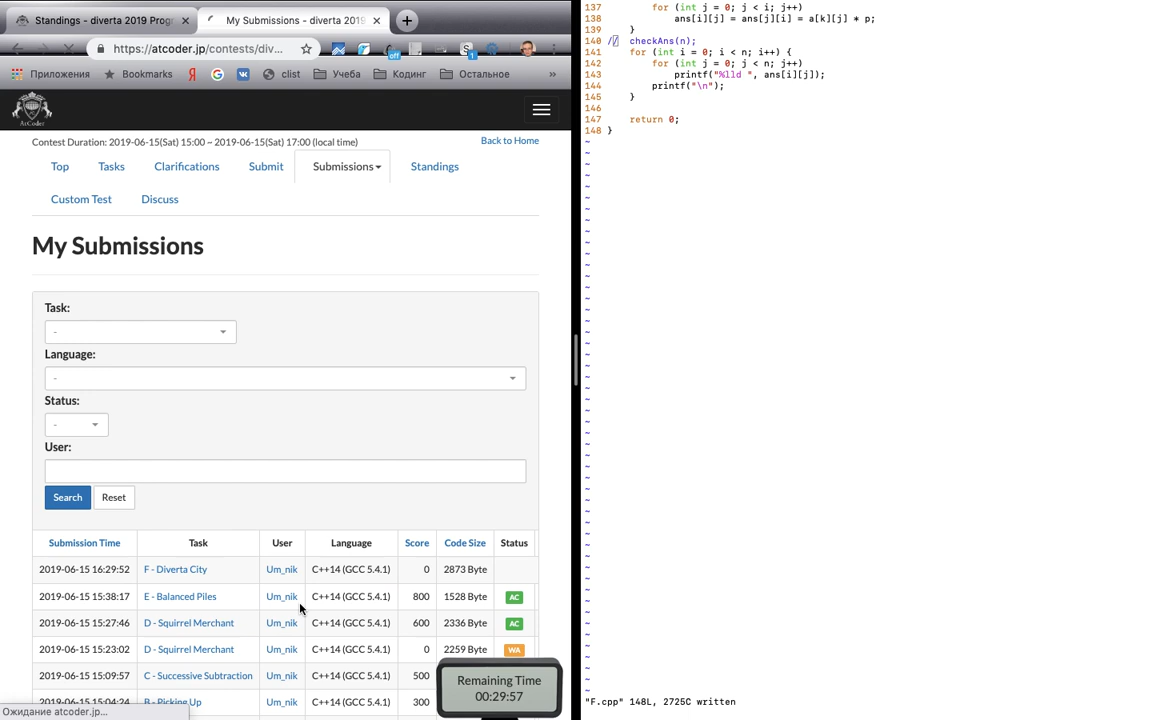 Standings - diverta 2019 Prog
My Submissions - diverta 2019
https://atcoder.jp/contests/div...
off
1
Приложения Bookmarks Я G clist Учеба Кодинг Остальное »
AtCoder
Contest Duration: 2019-06-15(Sat) 15:00 ~ 2019-06-15(Sat) 17:00 (local time) Back to Home
Top Tasks Clarifications Submit Submissions Standings
Custom Test Discuss
My Submissions
Task:
-
Language:
-
Status:
-
User:
Search Reset
Submission Time Task User Language Score Code Size Status
2019-06-15 16:29:52 F - Diverta City Um_nik C++14 (GCC 5.4.1) 0 2873 Byte
2019-06-15 15:38:17 E - Balanced Piles Um_nik C++14 (GCC 5.4.1) 800 1528 Byte AC
2019-06-15 15:27:46 D - Squirrel Merchant Um_nik C++14 (GCC 5.4.1) 600 2336 Byte AC
2019-06-15 15:23:02 D - Squirrel Merchant Um_nik C++14 (GCC 5.4.1) 0 2259 Byte WA
2019-06-15 15:09:57 C - Successive Subtraction Um_nik C++14 (GCC 5.4.1) 500
2019-06-15 15:04:24 B - Picking Up Um_nik C++14 (GCC 5.4.1) 300
Remaining Time
00:29:57
Ожидание atcoder.jp...
137 for (int j = 0; j < i; j++)
138 ans[i][j] = ans[j][i] = a[k][j] * p;
139 }
140 // checkAns(n);
141 for (int i = 0; i < n; i++) {
142 for (int j = 0; j < n; j++)
143 printf("%lld ", ans[i][j]);
144 printf("\n");
145 }
146
147 return 0;
148 }
"F.cpp" 148L, 2725C written